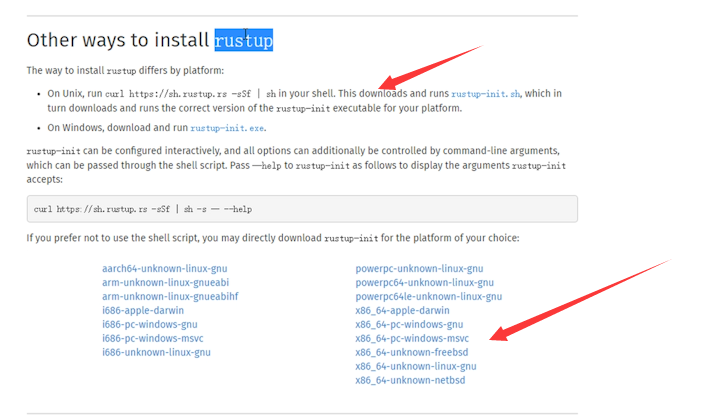 Other ways to install rustup
The way to install rustup differs by platform:
• On Unix, run curl https://sh.rustup.rs -sSf | sh in your shell. This downloads and runs rustup-init.sh, which in
turn downloads and runs the correct version of the rustup-init executable for your platform.
• On Windows, download and run rustup-init.exe.
rustup-init can be configured interactively, and all options can additionally be controlled by command-line arguments,
which can be passed through the shell script. Pass --help to rustup-init as follows to display the arguments rustup-init
accepts:
curl https://sh.rustup.rs -sSf | sh -s -- --help
If you prefer not to use the shell script, you may directly download rustup-init for the platform of your choice:
aarch64-unknown-linux-gnu
arm-unknown-linux-gnueabi
arm-unknown-linux-gnueabihf
i686-apple-darwin
i686-pc-windows-gnu
i686-pc-windows-msvc
i686-unknown-linux-gnu
powerpc-unknown-linux-gnu
powerpc64-unknown-linux-gnu
powerpc64le-unknown-linux-gnu
x86_64-apple-darwin
x86_64-pc-windows-gnu
x86_64-pc-windows-msvc
x86_64-unknown-freebsd
x86_64-unknown-linux-gnu
x86_64-unknown-netbsd